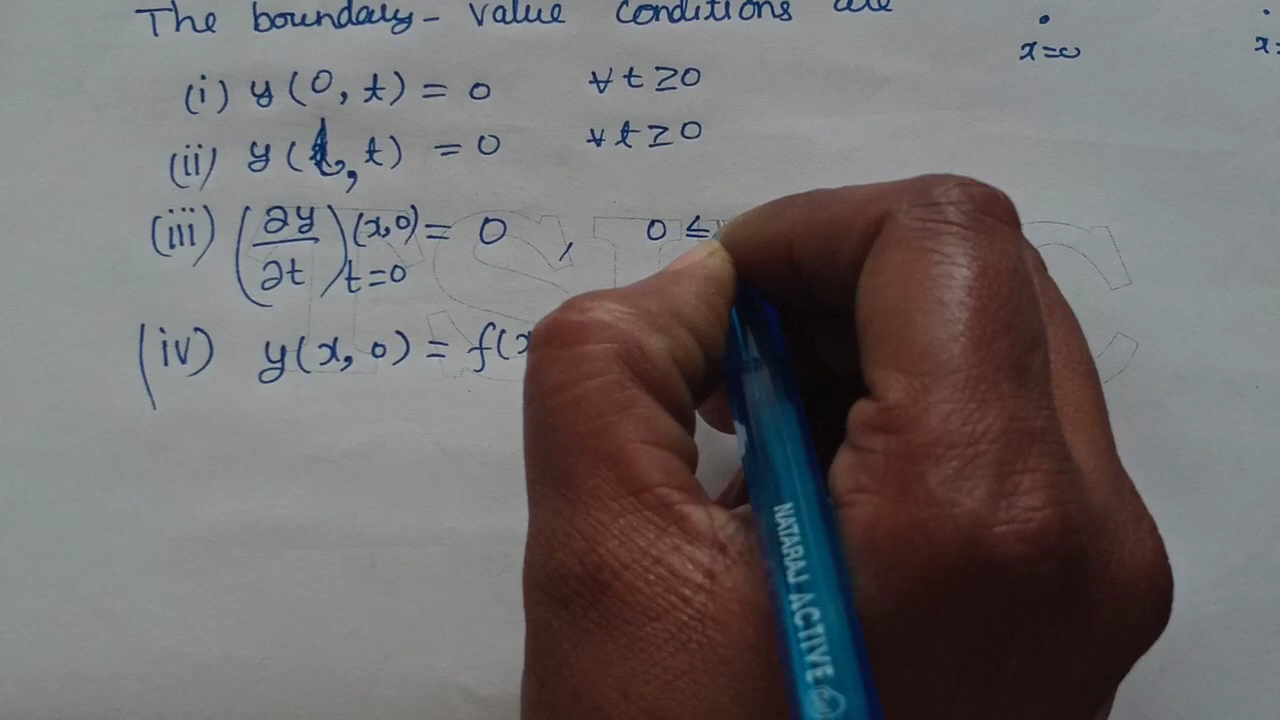 The boundary - value conditions are
x=0
x=
(i) y(0, t) = 0 ∀ t ≥ 0
(ii) y(l, t) = 0 ∀ t ≥ 0
(iii) (∂y/∂t)(x,0) = 0 , 0 ≤
t=0
(iv) y(x, 0) = f(x
NATARAJ ACTIVE